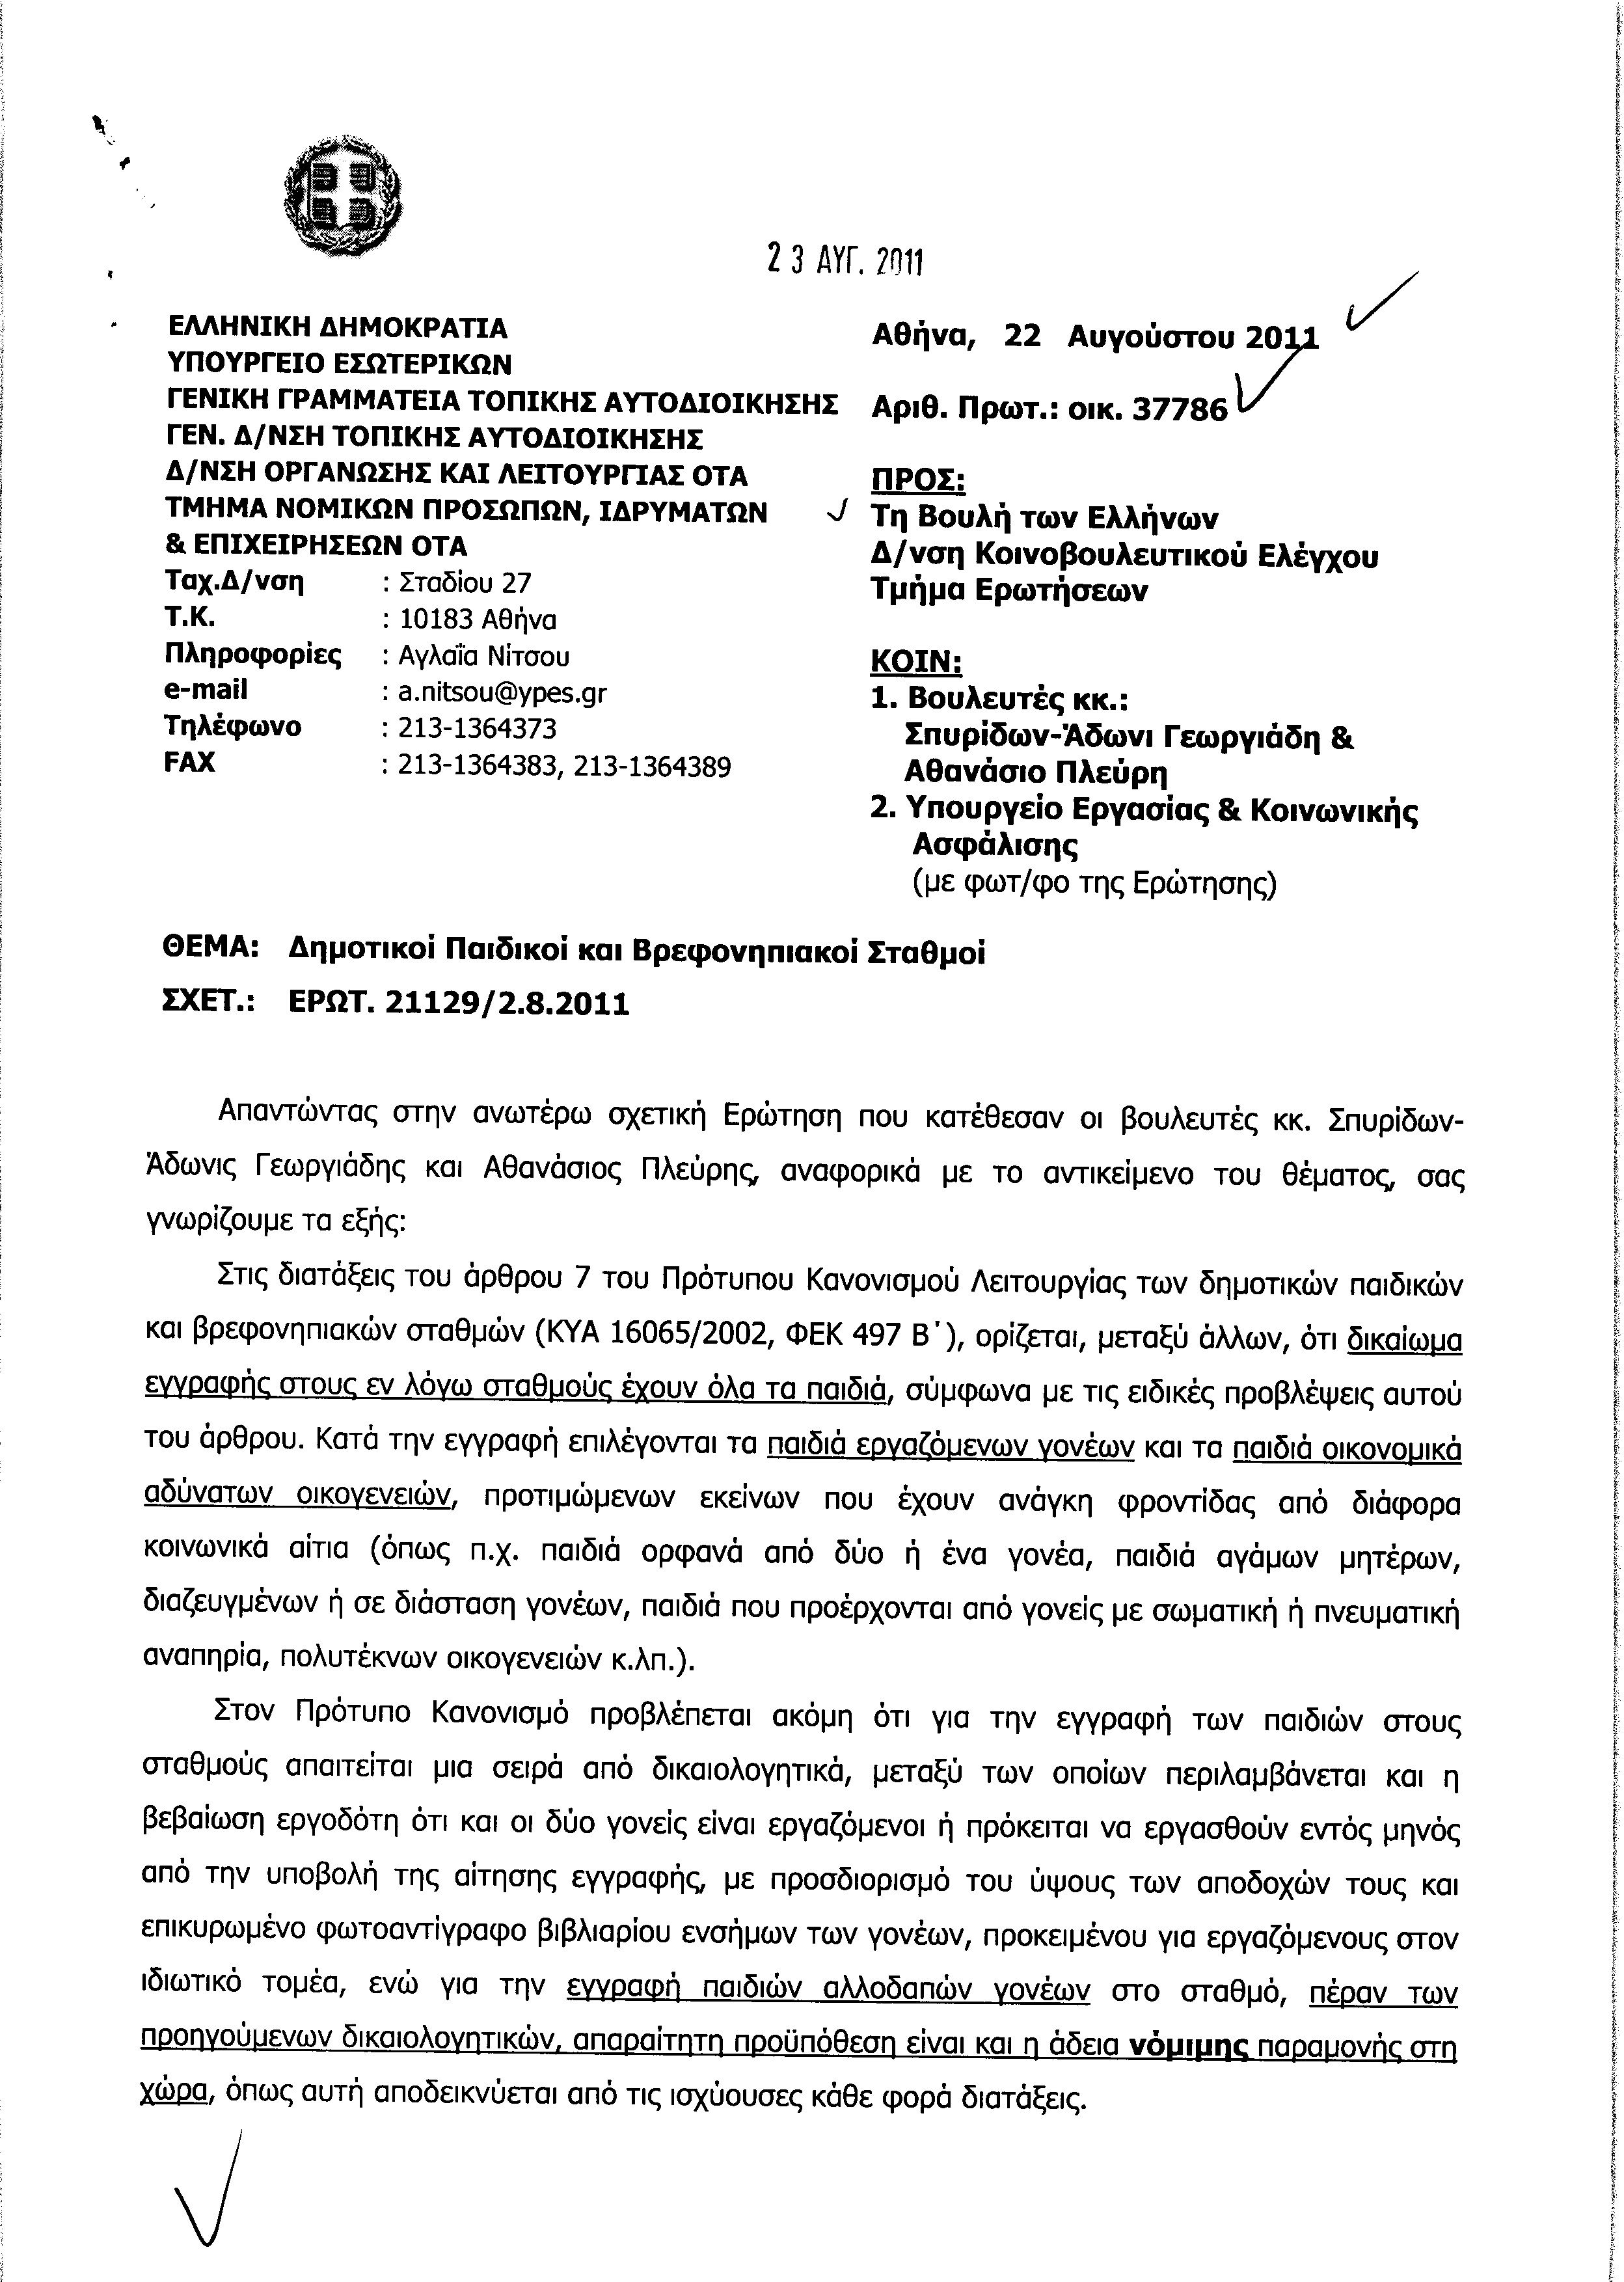 2 3 ΑΥΓ. 2011
ΕΛΛΗΝΙΚΗ ΔΗΜΟΚΡΑΤΙΑ
ΥΠΟΥΡΓΕΙΟ ΕΣΩΤΕΡΙΚΩΝ
ΓΕΝΙΚΗ ΓΡΑΜΜΑΤΕΙΑ ΤΟΠΙΚΗΣ ΑΥΤΟΔΙΟΙΚΗΣΗΣ
ΓΕΝ. Δ/ΝΣΗ ΤΟΠΙΚΗΣ ΑΥΤΟΔΙΟΙΚΗΣΗΣ
Δ/ΝΣΗ ΟΡΓΑΝΩΣΗΣ ΚΑΙ ΛΕΙΤΟΥΡΓΙΑΣ ΟΤΑ
ΤΜΗΜΑ ΝΟΜΙΚΩΝ ΠΡΟΣΩΠΩΝ, ΙΔΡΥΜΑΤΩΝ
& ΕΠΙΧΕΙΡΗΣΕΩΝ ΟΤΑ
Ταχ.Δ/νση : Σταδίου 27
Τ.Κ. : 10183 Αθήνα
Πληροφορίες : Αγλαΐα Νίτσου
e-mail : a.nitsou@ypes.gr
Τηλέφωνο : 213-1364373
FAX : 213-1364383, 213-1364389
Αθήνα, 22 Αυγούστου 2011
Αριθ. Πρωτ.: οικ. 37786
ΠΡΟΣ:
Τη Βουλή των Ελλήνων
Δ/νση Κοινοβουλευτικού Ελέγχου
Τμήμα Ερωτήσεων
ΚΟΙΝ:
1. Βουλευτές κκ.:
Σπυρίδων-Άδωνι Γεωργιάδη &
Αθανάσιο Πλεύρη
2. Υπουργείο Εργασίας & Κοινωνικής
Ασφάλισης
(με φωτ/φο της Ερώτησης)
ΘΕΜΑ: Δημοτικοί Παιδικοί και Βρεφονηπιακοί Σταθμοί
ΣΧΕΤ.: ΕΡΩΤ. 21129/2.8.2011
Απαντώντας στην ανωτέρω σχετική Ερώτηση που κατέθεσαν οι βουλευτές κκ. Σπυρίδων-
Άδωνις Γεωργιάδης και Αθανάσιος Πλεύρης, αναφορικά με το αντικείμενο του θέματος, σας
γνωρίζουμε τα εξής:
Στις διατάξεις του άρθρου 7 του Πρότυπου Κανονισμού Λειτουργίας των δημοτικών παιδικών
και βρεφονηπιακών σταθμών (ΚΥΑ 16065/2002, ΦΕΚ 497 Β΄), ορίζεται, μεταξύ άλλων, ότι δικαίωμα
εγγραφής στους εν λόγω σταθμούς έχουν όλα τα παιδιά, σύμφωνα με τις ειδικές προβλέψεις αυτού
του άρθρου. Κατά την εγγραφή επιλέγονται τα παιδιά εργαζόμενων γονέων και τα παιδιά οικονομικά
αδύνατων οικογενειών, προτιμώμενων εκείνων που έχουν ανάγκη φροντίδας από διάφορα
κοινωνικά αίτια (όπως π.χ. παιδιά ορφανά από δύο ή ένα γονέα, παιδιά αγάμων μητέρων,
διαζευγμένων ή σε διάσταση γονέων, παιδιά που προέρχονται από γονείς με σωματική ή πνευματική
αναπηρία, πολυτέκνων οικογενειών κ.λπ.).
Στον Πρότυπο Κανονισμό προβλέπεται ακόμη ότι για την εγγραφή των παιδιών στους
σταθμούς απαιτείται μια σειρά από δικαιολογητικά, μεταξύ των οποίων περιλαμβάνεται και η
βεβαίωση εργοδότη ότι και οι δύο γονείς είναι εργαζόμενοι ή πρόκειται να εργασθούν εντός μηνός
από την υποβολή της αίτησης εγγραφής, με προσδιορισμό του ύψους των αποδοχών τους και
επικυρωμένο φωτοαντίγραφο βιβλιαρίου ενσήμων των γονέων, προκειμένου για εργαζόμενους στον
ιδιωτικό τομέα, ενώ για την εγγραφή παιδιών αλλοδαπών γονέων στο σταθμό, πέραν των
προηγούμενων δικαιολογητικών, απαραίτητη προϋπόθεση είναι και η άδεια νόμιμης παραμονής στη
χώρα, όπως αυτή αποδεικνύεται από τις ισχύουσες κάθε φορά διατάξεις.